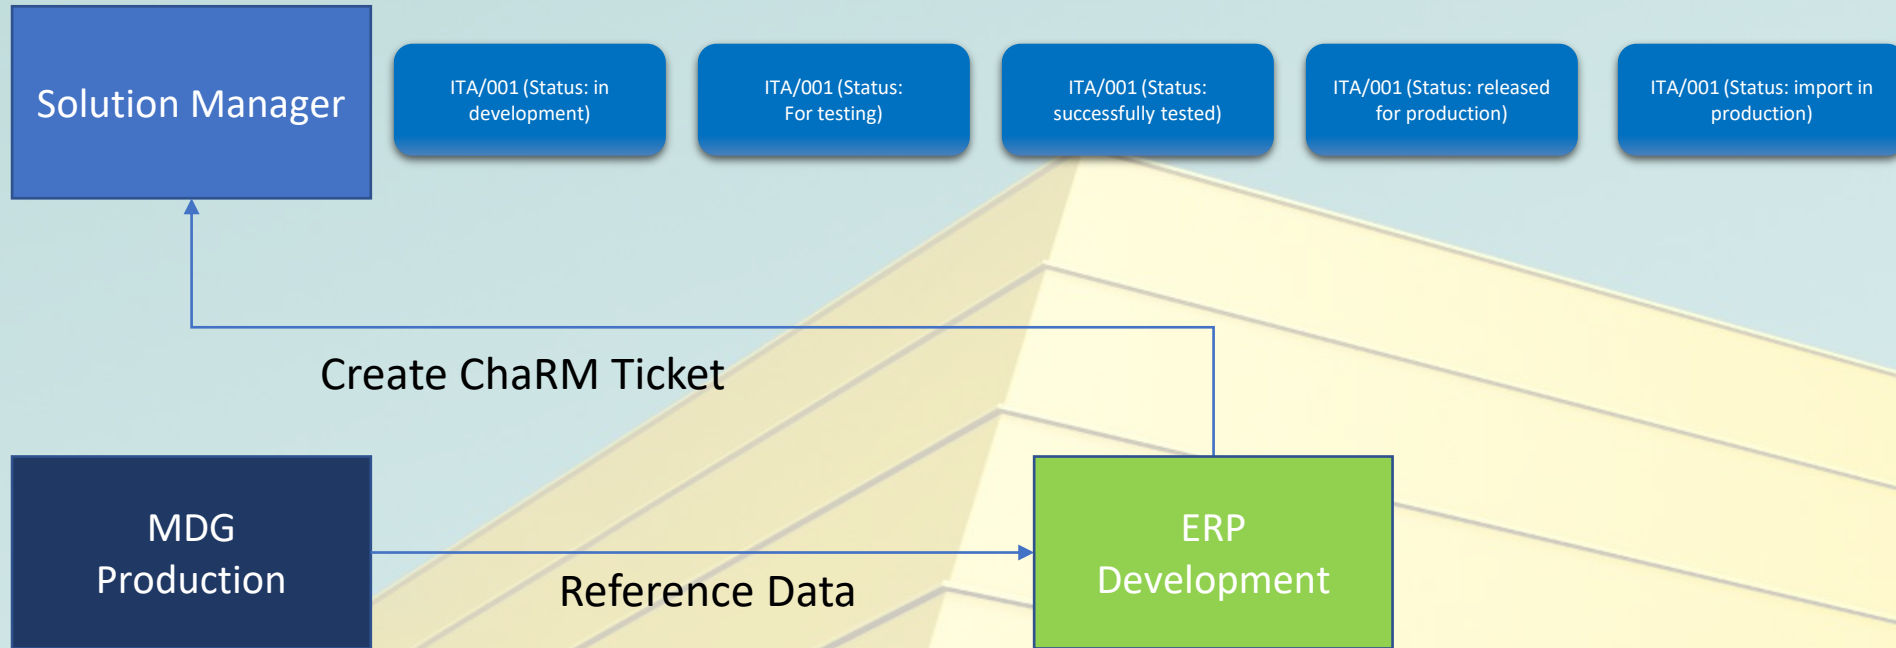 Solution Manager
ITA/001 (Status: in
development)
ITA/001 (Status:
For testing)
ITA/001 (Status:
successfully tested)
ITA/001 (Status: released
for production)
ITA/001 (Status: import in
production)
Create ChaRM Ticket
MDG
Production
Reference Data
ERP
Development